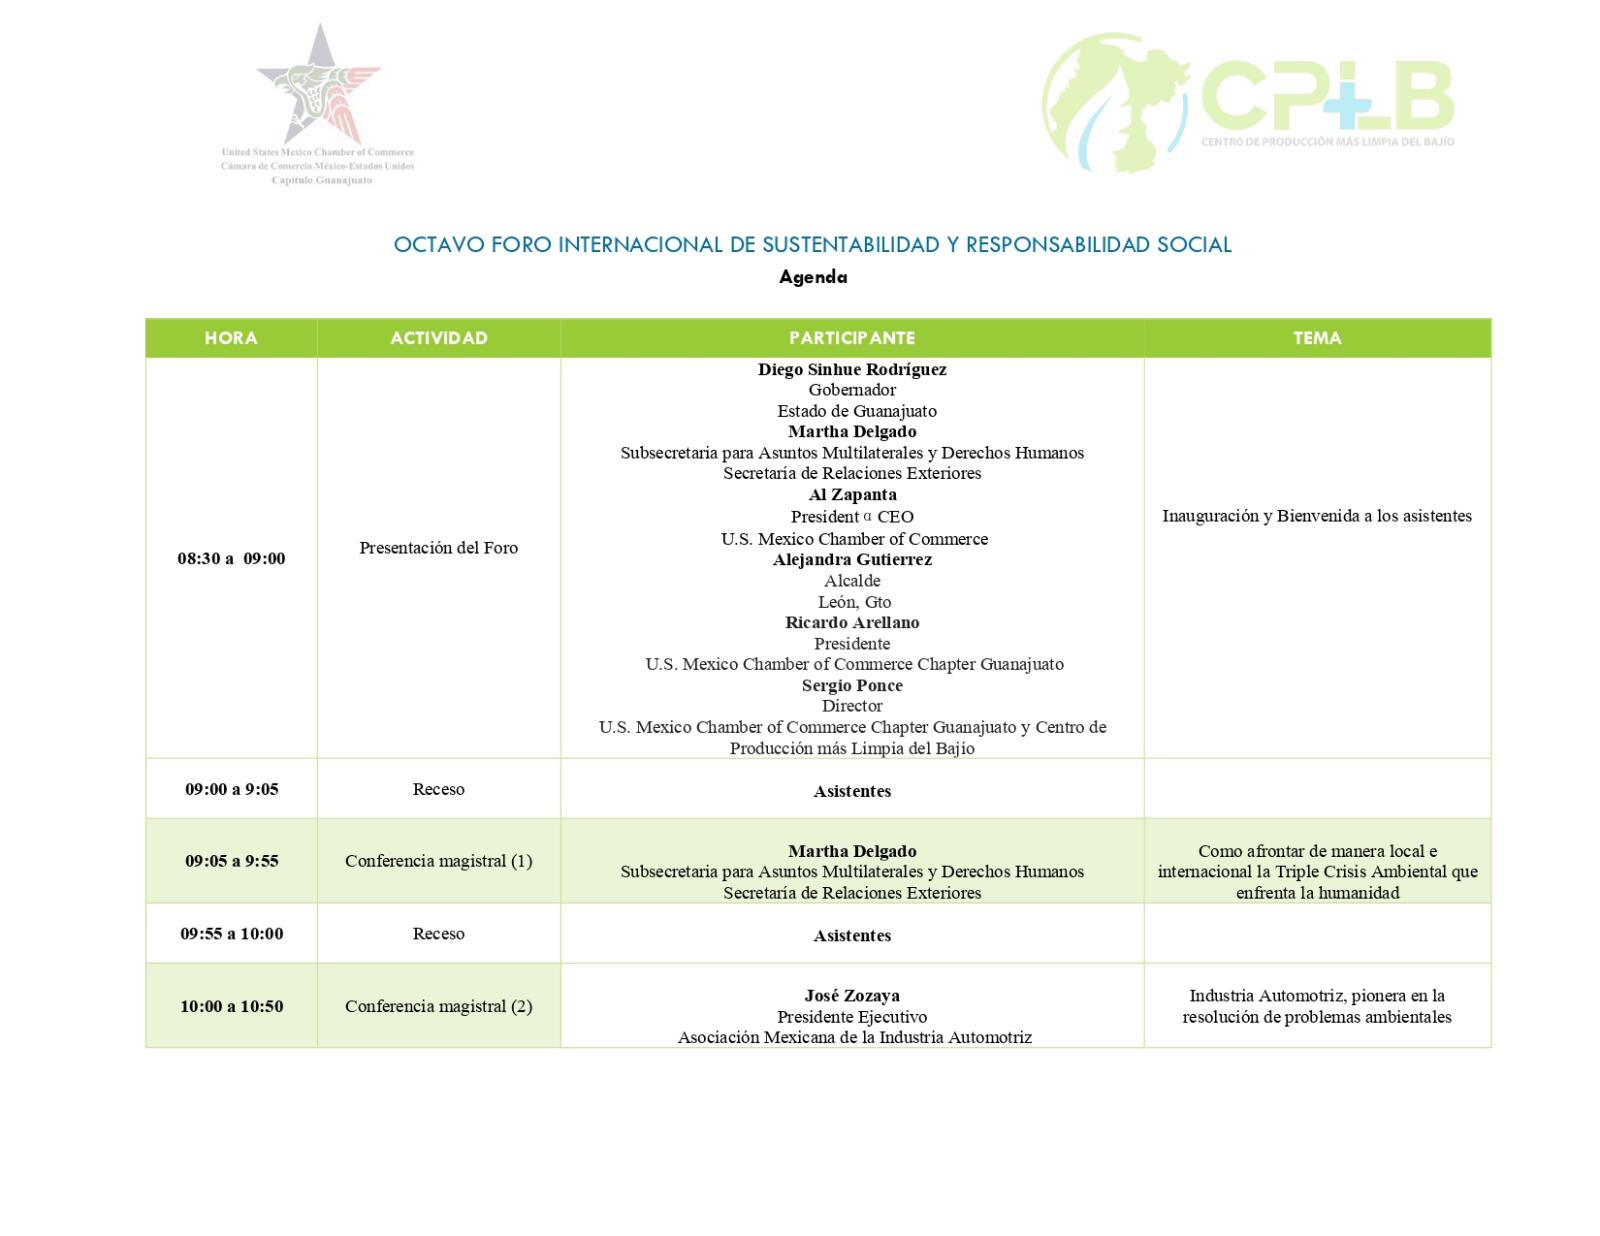 United States Mexico Chamber of Commerce
Cámara de Comercio México-Estados Unidos
Capítulo Guanajuato
CPLB
CENTRO DE PRODUCCIÓN MÁS LIMPIA DEL BAJÍO
OCTAVO FORO INTERNACIONAL DE SUSTENTABILIDAD Y RESPONSABILIDAD SOCIAL
Agenda
HORA ACTIVIDAD PARTICIPANTE TEMA
08:30 a 09:00
Presentación del Foro
Diego Sinhue Rodríguez
Gobernador
Estado de Guanajuato
Martha Delgado
Subsecretaria para Asuntos Multilaterales y Derechos Humanos
Secretaría de Relaciones Exteriores
Al Zapanta
President α CEO
U.S. Mexico Chamber of Commerce
Alejandra Gutierrez
Alcalde
León, Gto
Ricardo Arellano
Presidente
U.S. Mexico Chamber of Commerce Chapter Guanajuato
Sergio Ponce
Director
U.S. Mexico Chamber of Commerce Chapter Guanajuato y Centro de
Producción más Limpia del Bajío
Inauguración y Bienvenida a los asistentes
09:00 a 9:05
Receso
Asistentes
09:05 a 9:55
Conferencia magistral (1)
Martha Delgado
Subsecretaria para Asuntos Multilaterales y Derechos Humanos
Secretaría de Relaciones Exteriores
Como afrontar de manera local e
internacional la Triple Crisis Ambiental que
enfrenta la humanidad
09:55 a 10:00
Receso
Asistentes
10:00 a 10:50
Conferencia magistral (2)
José Zozaya
Presidente Ejecutivo
Asociación Mexicana de la Industria Automotriz
Industria Automotriz, pionera en la
resolución de problemas ambientales